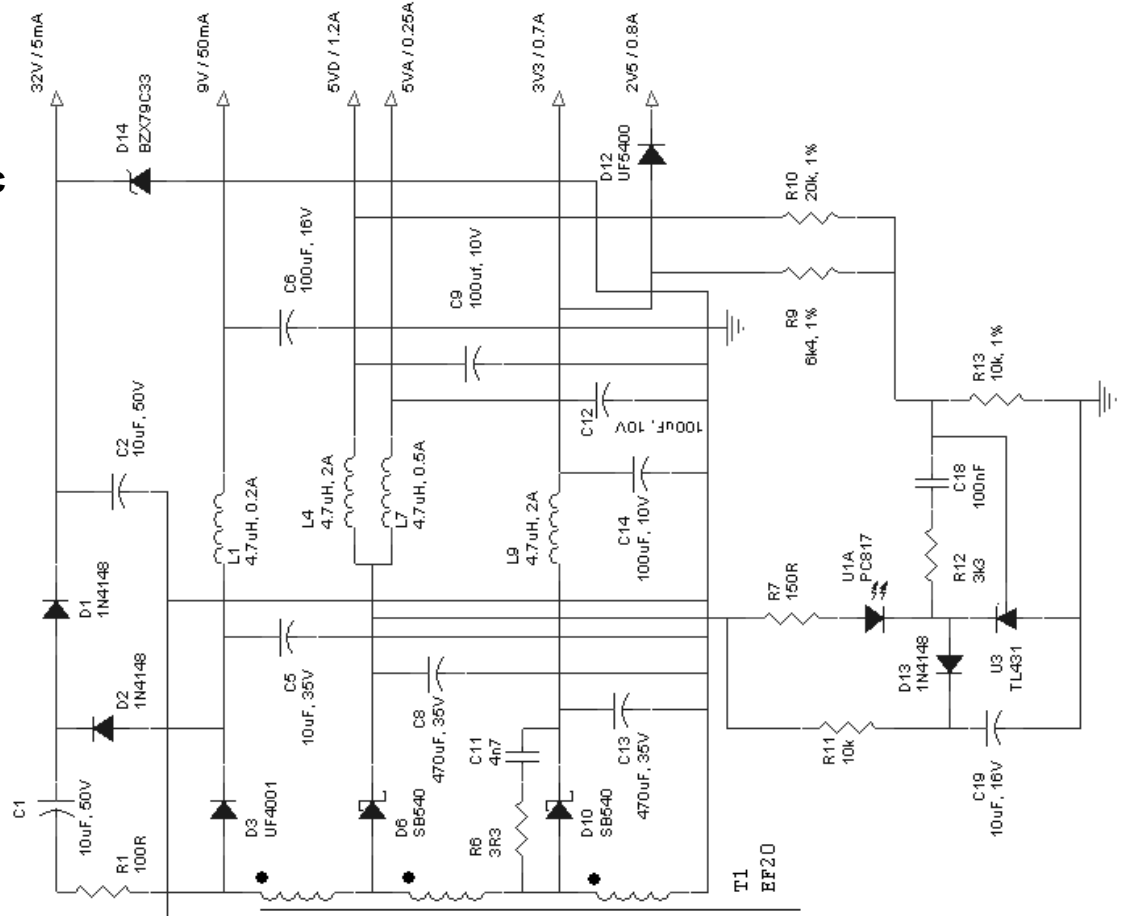 32V / 5mA
9V / 50mA
5VD / 1.2A
5VA / 0.25A
3V3 / 0.7A
2V5 / 0.8A
D14
BZX79C33
D12
UF5400
R10
20k, 1%
C6
100uF, 16V
C9
100uf, 10V
R9
6k4, 1%
R13
10k, 1%
C2
10uF, 50V
C12
100uF, 10V
L1
4.7uH, 0.2A
L4
4.7uH, 2A
L7
4.7uH, 0.5A
L9
4.7uH, 2A
C14
100uF, 10V
C18
100nF
R12
3k3
U1A
PC817
R7
150R
D1
1N4148
D2
1N4148
C5
10uF, 35V
C8
470uF, 35V
C11
4n7
C13
470uF, 35V
D13
1N4148
U3
TL431
R11
10k
C19
10uF, 16V
C1
10uF, 50V
R1
100R
D3
UF4001
D6
SB540
R6
3R3
D10
SB540
T1
EF20